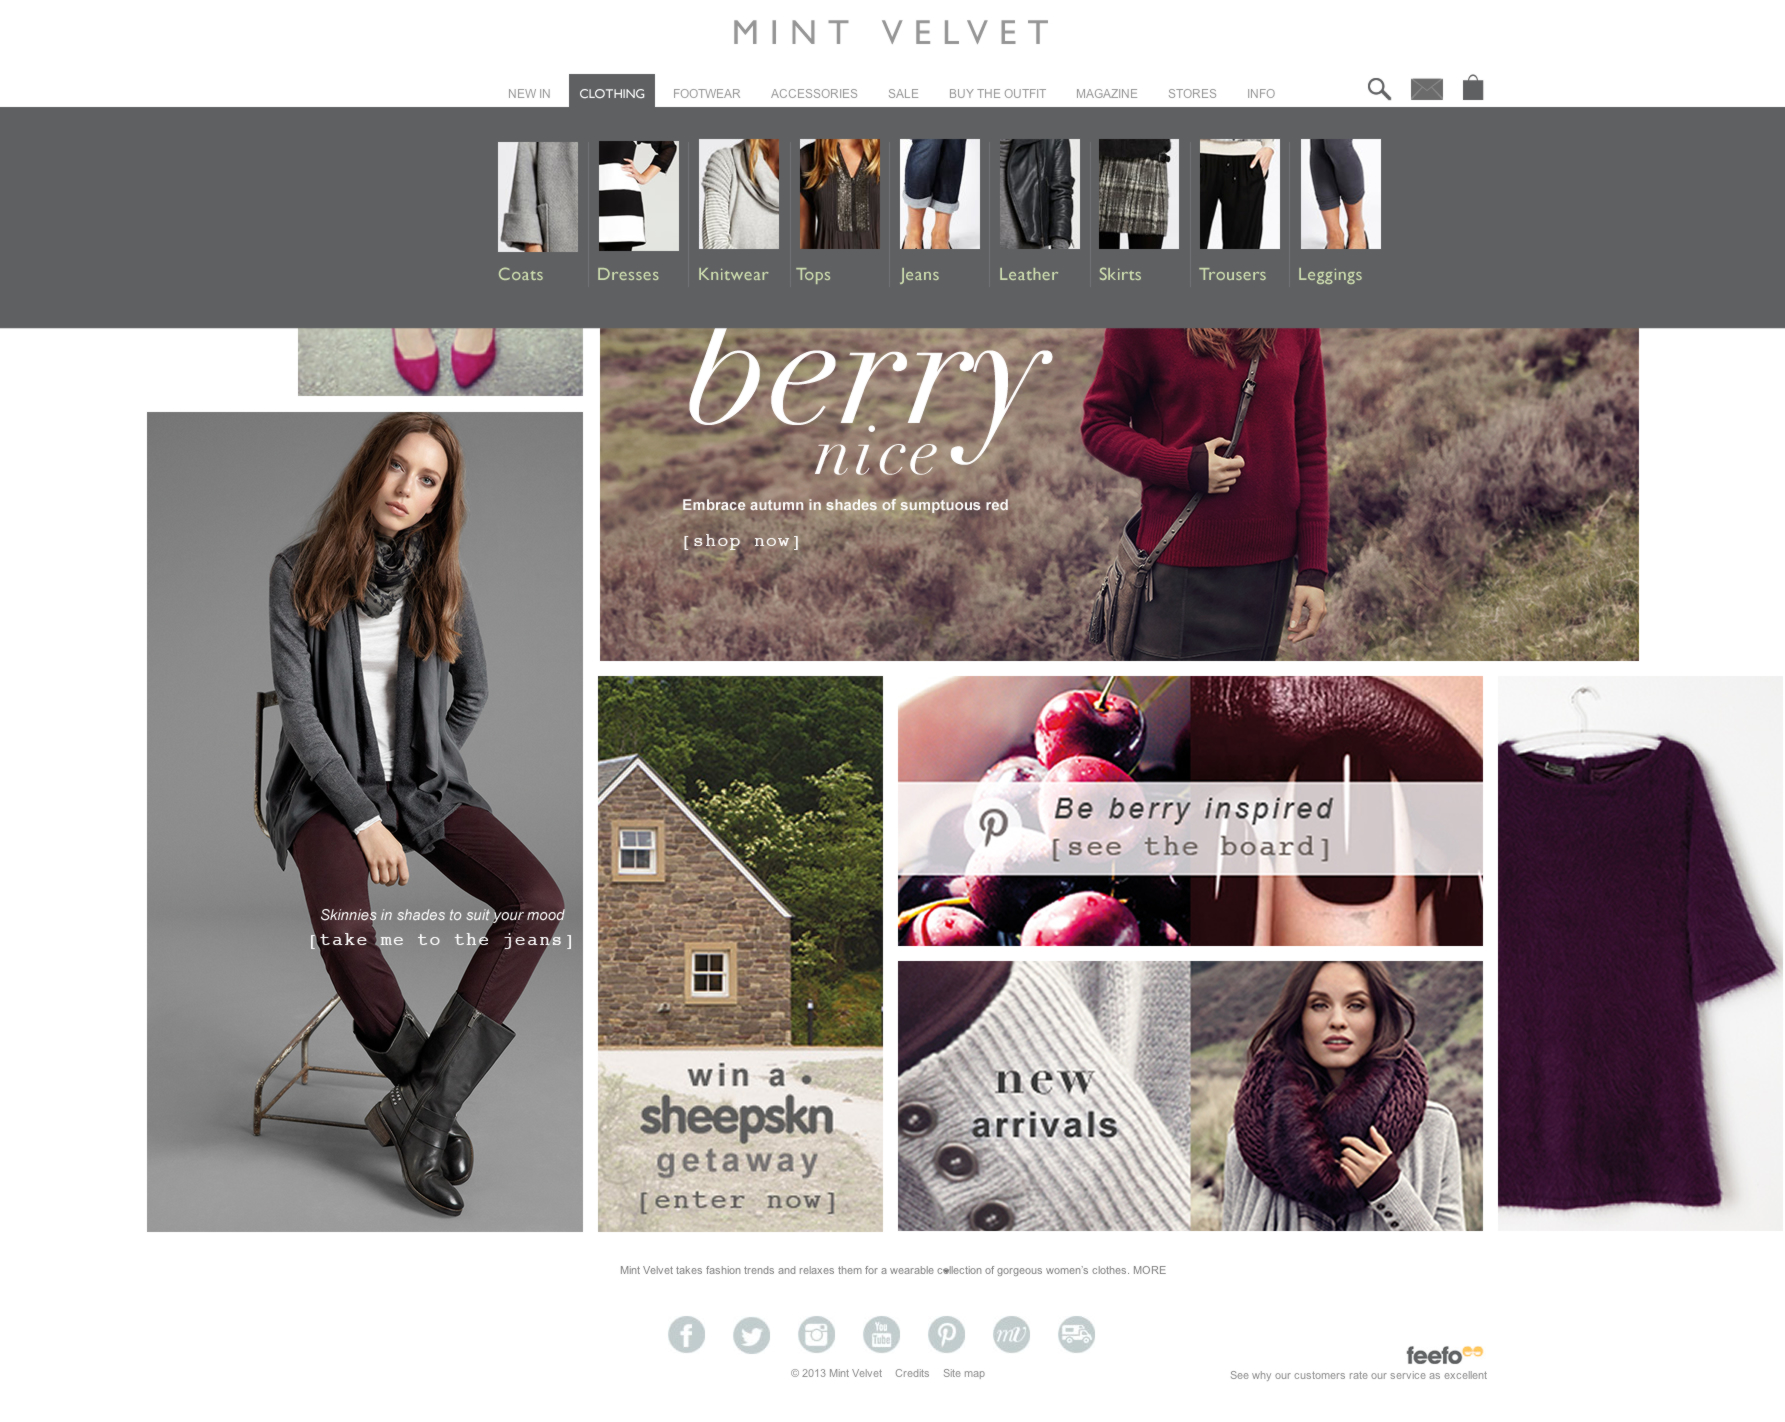 MINT VELVET
NEW IN
CLOTHING
FOOTWEAR
ACCESSORIES
SALE
BUY THE OUTFIT
MAGAZINE
STORES
INFO
Coats
Dresses
Knitwear
Tops
Jeans
Leather
Skirts
Trousers
Leggings
berry
nice
Embrace autumn in shades of sumptuous red
[shop now]
Skinnies in shades to suit your mood
[take me to the jeans]
win a
sheepskn
getaway
[enter now]
Be berry inspired
[see the board]
new
arrivals
Mint Velvet takes fashion trends and relaxes them for a wearable collection of gorgeous women's clothes. MORE
You
Tube
mv
© 2013 Mint Velvet
Credits
Site map
feefo
See why our customers rate our service as excellent